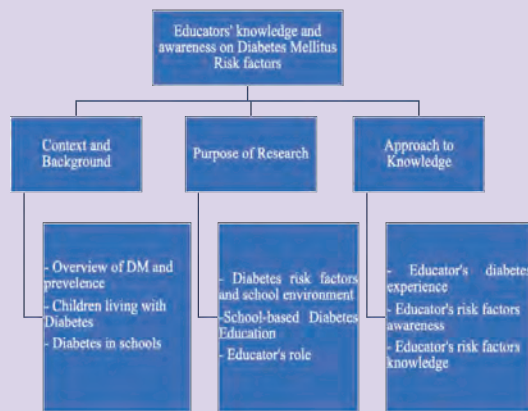 Educators' knowledge and
awareness on Diabetes Mellitus
Risk factors
Context and
Background
Purpose of Research
Approach to
Knowledge
- Overview of DM and
prevelence
- Children living with
Diabetes
- Diabetes in schools
- Diabetes risk factors
and school environment
-School-based Diabetes
Education
- Educator's role
- Educator's diabetes
experience
- Educator's risk factors
awareness
- Educator's risk factors
knowledge